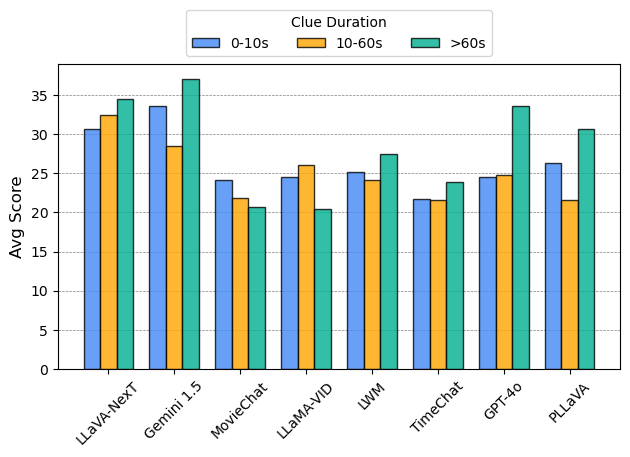 Clue Duration
0-10s 10-60s >60s
Avg Score
35
30
25
20
15
10
5
0
LLaVA-NexT Gemini 1.5 MovieChat LLaMA-VID LWM TimeChat GPT-4o PLLaVA